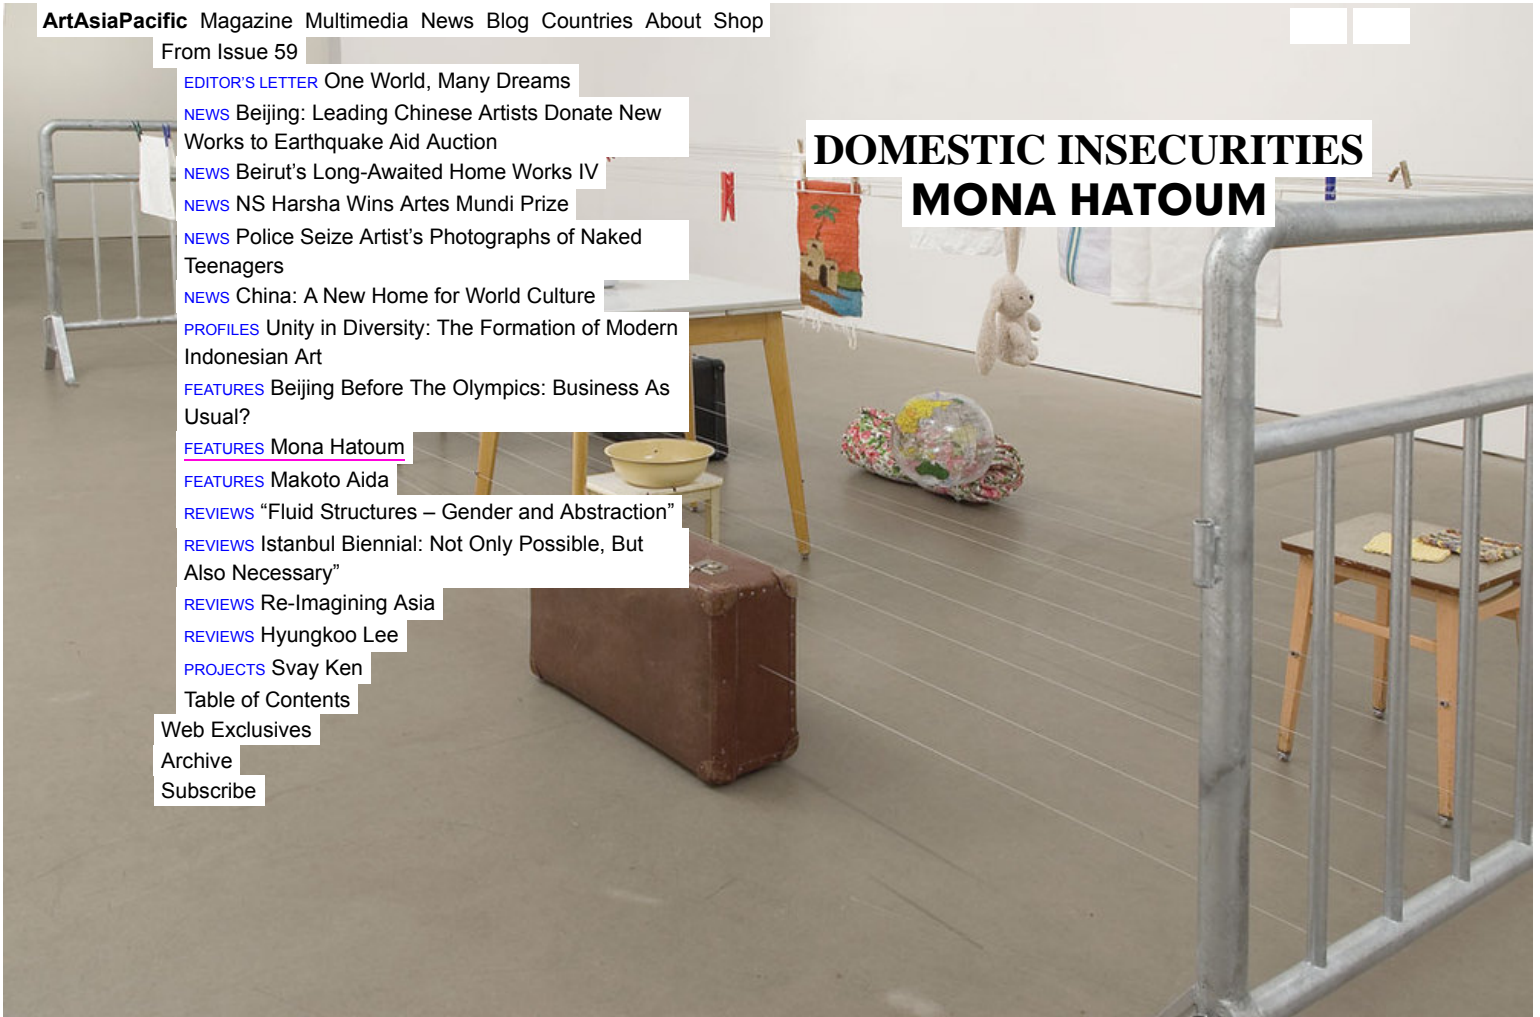 ArtAsiaPacific Magazine Multimedia News Blog Countries About Shop
From Issue 59
EDITOR'S LETTER One World, Many Dreams
NEWS Beijing: Leading Chinese Artists Donate New
Works to Earthquake Aid Auction
NEWS Beirut's Long-Awaited Home Works IV
NEWS NS Harsha Wins Artes Mundi Prize
NEWS Police Seize Artist's Photographs of Naked
Teenagers
NEWS China: A New Home for World Culture
PROFILES Unity in Diversity: The Formation of Modern
Indonesian Art
FEATURES Beijing Before The Olympics: Business As
Usual?
FEATURES Mona Hatoum
FEATURES Makoto Aida
REVIEWS “Fluid Structures – Gender and Abstraction”
REVIEWS Istanbul Biennial: Not Only Possible, But
Also Necessary”
REVIEWS Re-Imagining Asia
REVIEWS Hyungkoo Lee
PROJECTS Svay Ken
Table of Contents
Web Exclusives
Archive
Subscribe
DOMESTIC INSECURITIES
MONA HATOUM